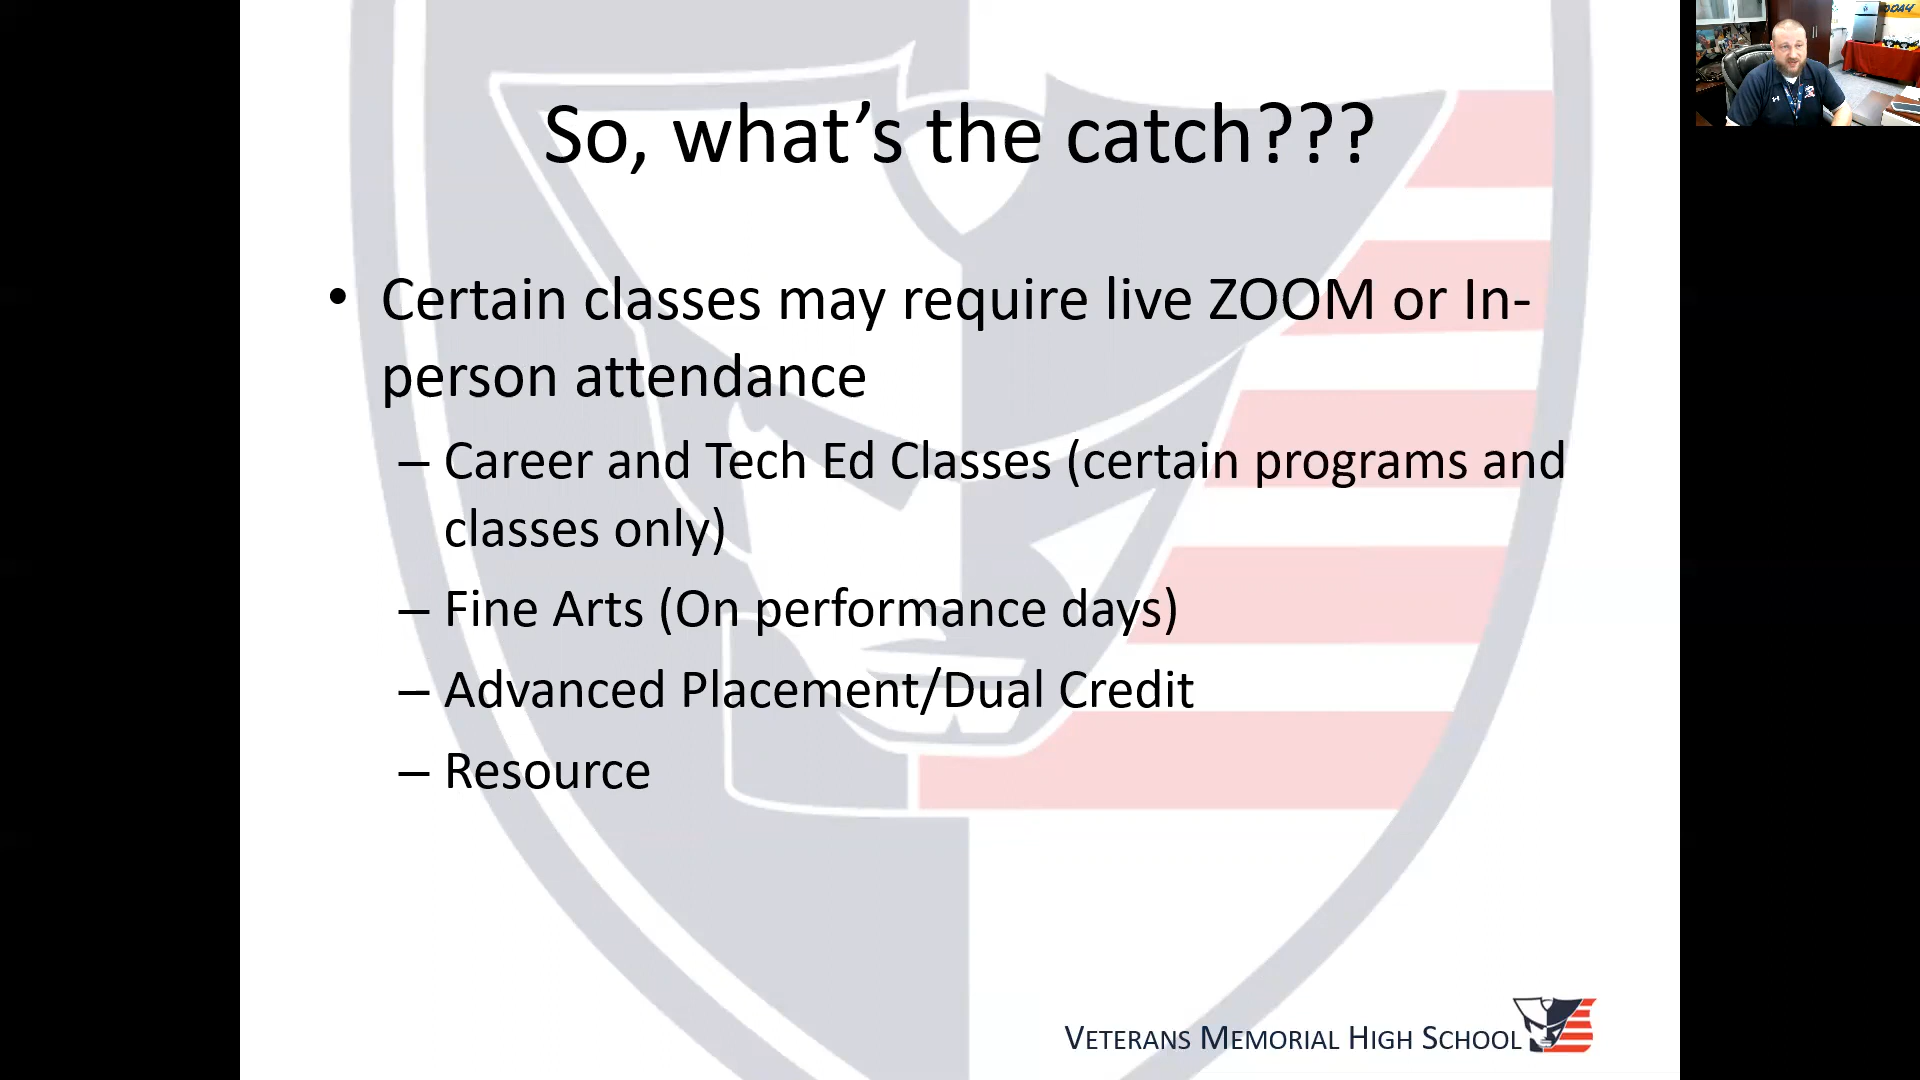 So, what’s the catch???
• Certain classes may require live ZOOM or In-
person attendance
– Career and Tech Ed Classes (certain programs and
classes only)
– Fine Arts (On performance days)
– Advanced Placement/Dual Credit
– Resource
VETERANS MEMORIAL HIGH SCHOOL